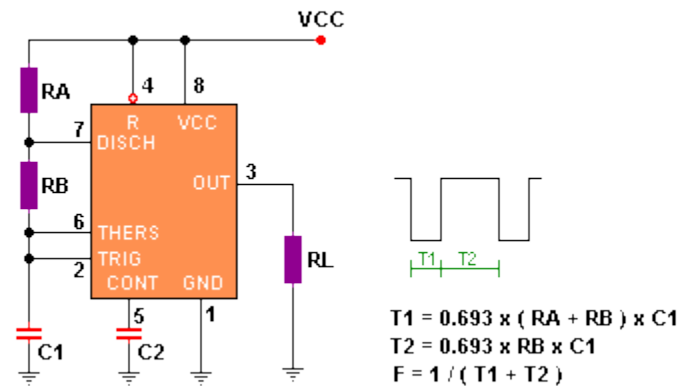 VCC
RA
4
8
R
VCC
7
DISCH
RB
OUT
3
6
THERS
2
TRIG
RL
CONT
GND
5
1
C1
C2
T1
T2
T1 = 0.693 x ( RA + RB ) x C1
T2 = 0.693 x RB x C1
F = 1 / ( T1 + T2 )